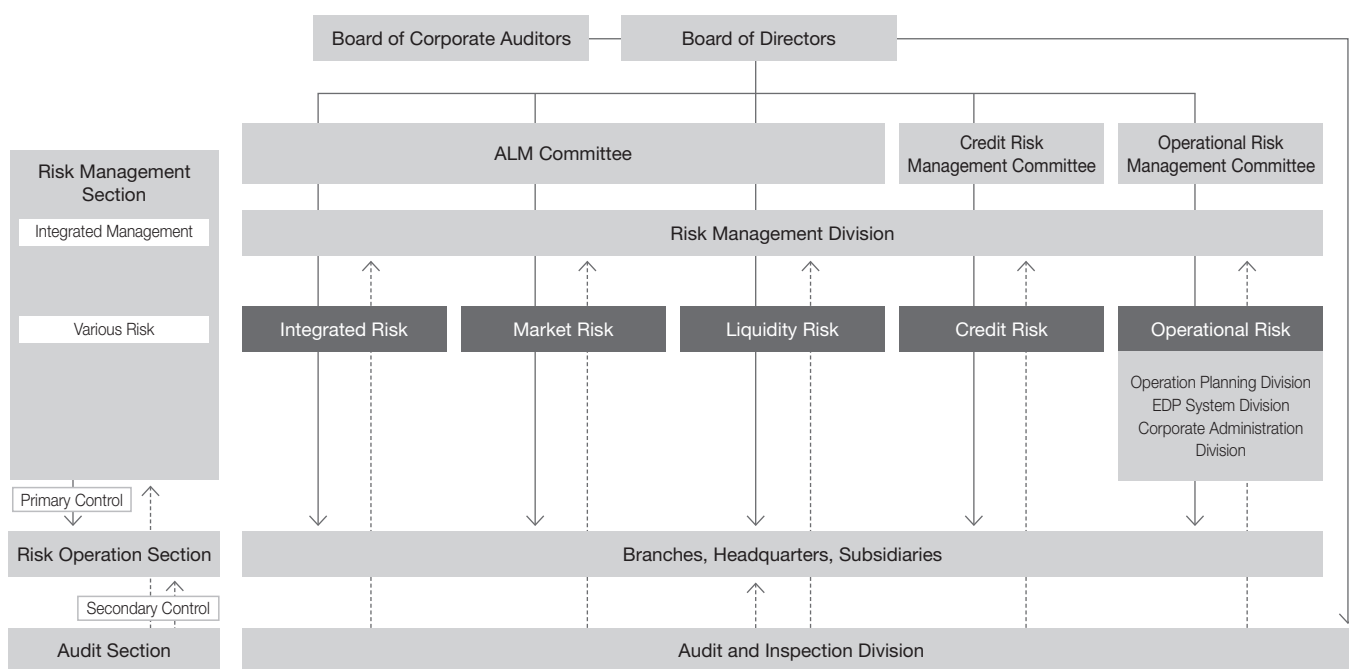 Board of Corporate Auditors
Board of Directors
ALM Committee
Credit Risk
Management Committee
Operational Risk
Management Committee
Risk Management
Section
Integrated Management
Risk Management Division
Various Risk
Integrated Risk
Market Risk
Liquidity Risk
Credit Risk
Operational Risk
Operation Planning Division
EDP System Division
Corporate Administration
Division
Primary Control
Risk Operation Section
Branches, Headquarters, Subsidiaries
Secondary Control
Audit Section
Audit and Inspection Division